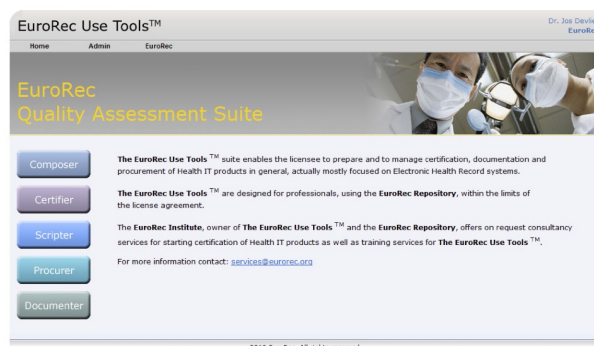 EuroRec Use Tools™
Dr. Jos Devlie
EuroRe
Home Admin EuroRec
EuroRec
Quality Assessment Suite
Composer
Certifier
Scripter
Procurer
Documenter
The EuroRec Use Tools ™ suite enables the licensee to prepare and to manage certification, documentation and
procurement of Health IT products in general, actually mostly focused on Electronic Health Record systems.
The EuroRec Use Tools ™ are designed for professionals, using the EuroRec Repository, within the limits of
the license agreement.
The EuroRec Institute, owner of The EuroRec Use Tools ™ and the EuroRec Repository, offers on request consultancy
services for starting certification of Health IT products as well as training services for The EuroRec Use Tools ™.
For more information contact: services@eurorec.org